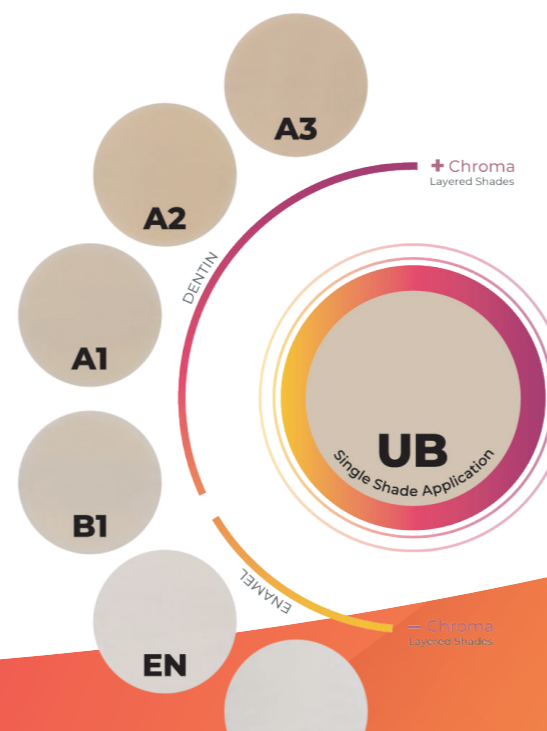 A3
+ Chroma
Layered Shades
A2
DENTIN
A1
UB
Single Shade Application
B1
ENAMEL
- Chroma
Layered Shades
EN